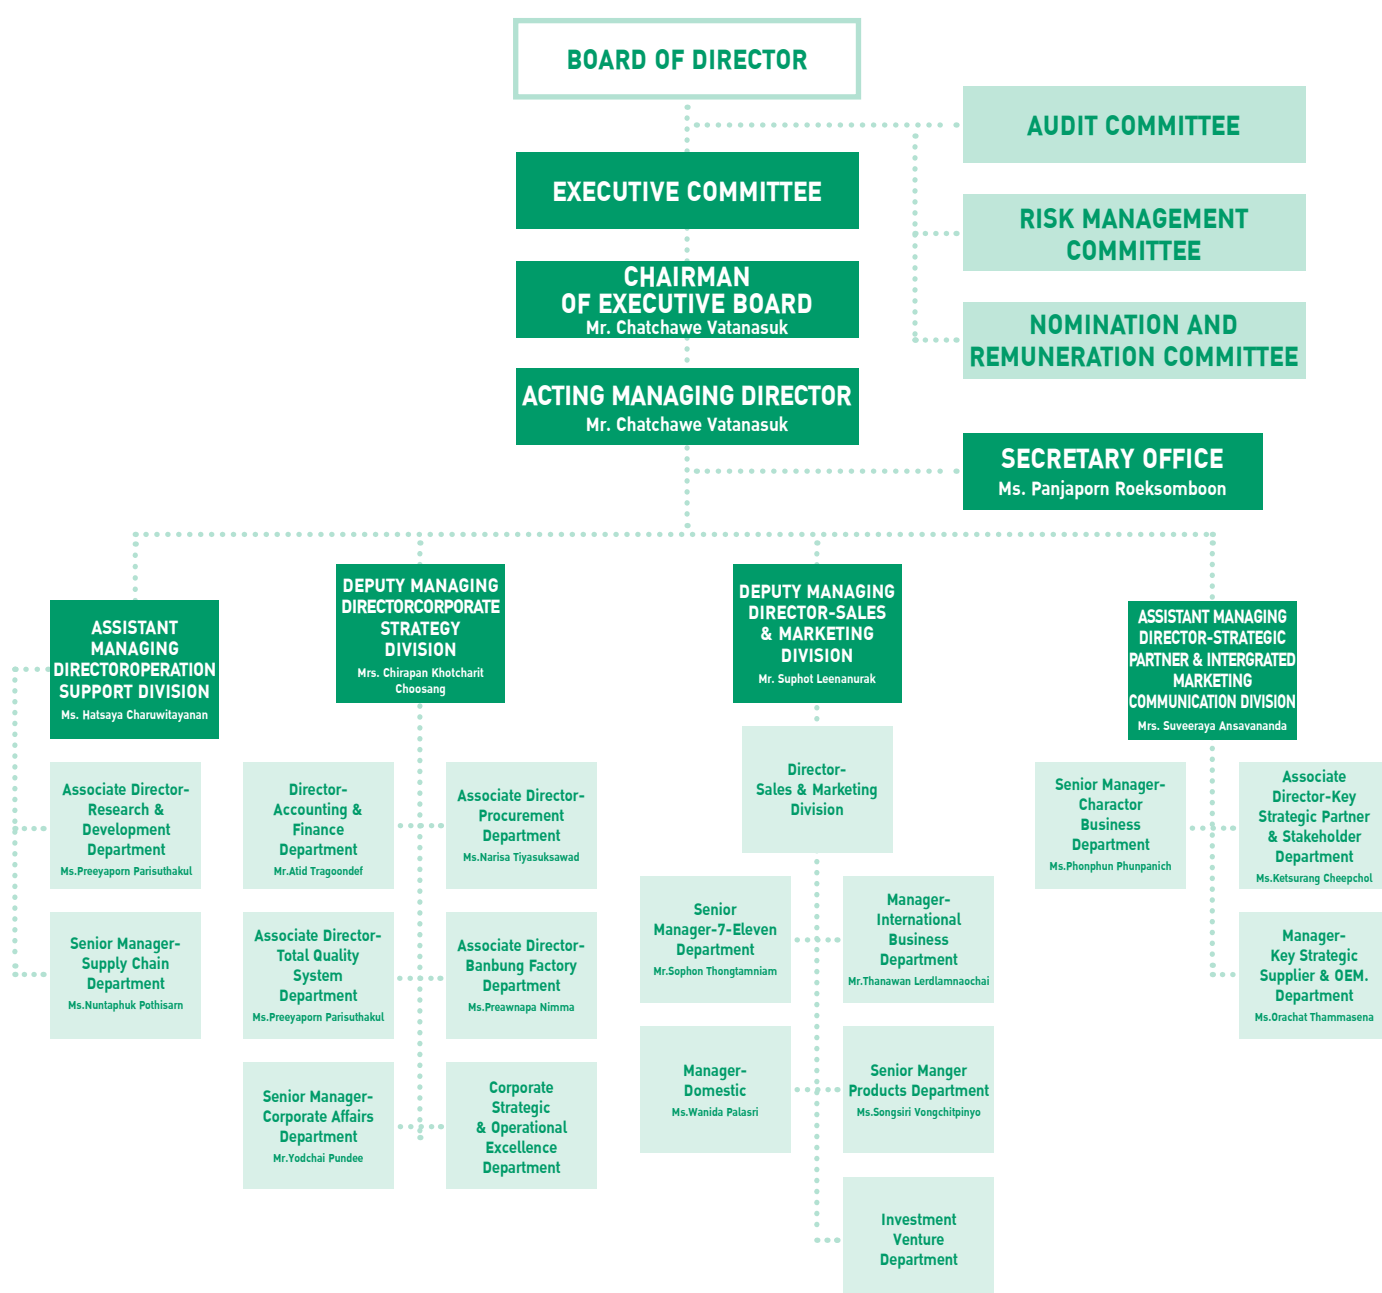 BOARD OF DIRECTOR
AUDIT COMMITTEE
EXECUTIVE COMMITTEE
RISK MANAGEMENT
COMMITTEE
CHAIRMAN
OF EXECUTIVE BOARD
Mr. Chatchawe Vatanasuk
NOMINATION AND
REMUNERATION COMMITTEE
ACTING MANAGING DIRECTOR
Mr. Chatchawe Vatanasuk
SECRETARY OFFICE
Ms. Panjaporn Roeksomboon
ASSISTANT
MANAGING
DIRECTOROPERATION
SUPPORT DIVISION
Ms. Hatsaya Charuwitayanan
DEPUTY MANAGING
DIRECTORCORPORATE
STRATEGY
DIVISION
Mrs. Chirapan Khotcharit
Choosang
DEPUTY MANAGING
DIRECTOR-SALES
& MARKETING
DIVISION
Mr. Suphot Leenanurak
ASSISTANT MANAGING
DIRECTOR-STRATEGIC
PARTNER & INTERGRATED
MARKETING
COMMUNICATION DIVISION
Mrs. Suveeraya Ansavananda
Associate Director-
Research &
Development
Department
Ms.Preeyaporn Parisuthakul
Senior Manager-
Supply Chain
Department
Ms.Nuntaphuk Pothisarn
Director-
Accounting &
Finance
Department
Mr.Atid Tragoondef
Associate Director-
Procurement
Department
Ms.Narisa Tiyasuksawad
Associate Director-
Total Quality
System
Department
Ms.Preeyaporn Parisuthakul
Associate Director-
Banbung Factory
Department
Ms.Preawnapa Nimma
Senior Manager-
Corporate Affairs
Department
Mr.Yodchai Pundee
Corporate
Strategic
& Operational
Excellence
Department
Director-
Sales & Marketing
Division
Senior
Manager-7-Eleven
Department
Mr.Sophon Thongtamniam
Manager-
International
Business
Department
Mr.Thanawan Lerdlamnaochai
Manager-
Domestic
Ms.Wanida Palasri
Senior Manger
Products Department
Ms.Songsiri Vongchitpinyo
Investment
Venture
Department
Senior Manager-
Charactor
Business
Department
Ms.Phonphun Phunpanich
Associate
Director-Key
Strategic Partner
& Stakeholder
Department
Ms.Ketsurang Cheepchol
Manager-
Key Strategic
Supplier & OEM.
Department
Ms.Orachat Thammasena